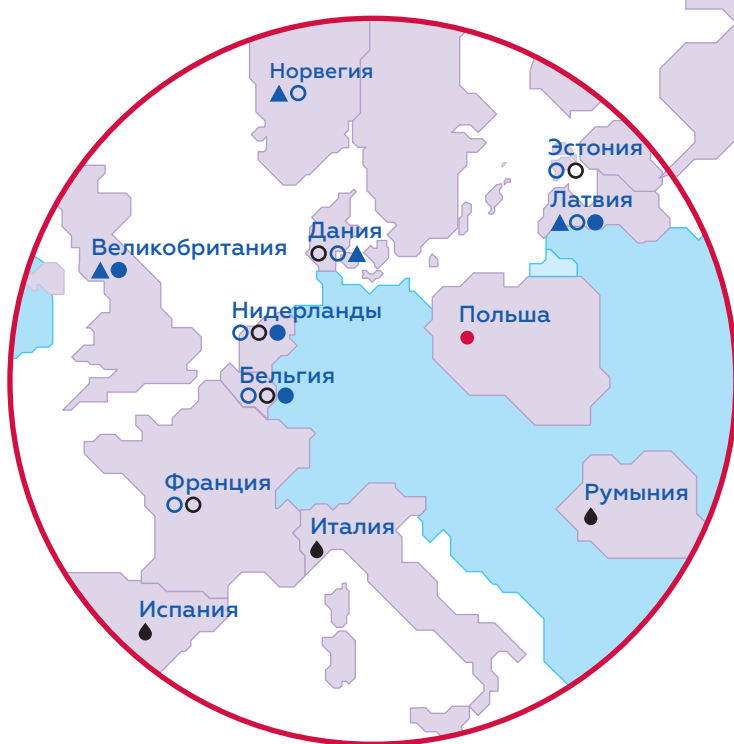 Норвегия
Эстония
Латвия
Дания
Великобритания
Нидерланды
Польша
Бельгия
Франция
Румыния
Италия
Испания